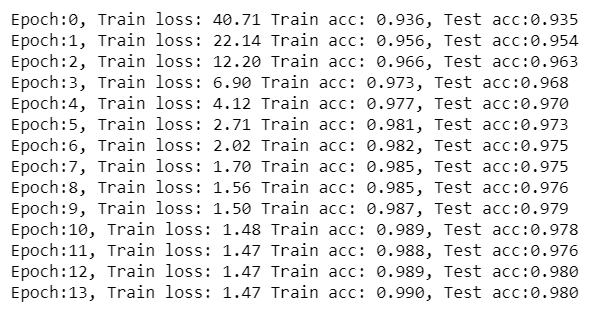 Epoch:0, Train loss: 40.71 Train acc: 0.936, Test acc:0.935
Epoch:1, Train loss: 22.14 Train acc: 0.956, Test acc:0.954
Epoch:2, Train loss: 12.20 Train acc: 0.966, Test acc:0.963
Epoch:3, Train loss: 6.90 Train acc: 0.973, Test acc:0.968
Epoch:4, Train loss: 4.12 Train acc: 0.977, Test acc:0.970
Epoch:5, Train loss: 2.71 Train acc: 0.981, Test acc:0.973
Epoch:6, Train loss: 2.02 Train acc: 0.982, Test acc:0.975
Epoch:7, Train loss: 1.70 Train acc: 0.985, Test acc:0.975
Epoch:8, Train loss: 1.56 Train acc: 0.985, Test acc:0.976
Epoch:9, Train loss: 1.50 Train acc: 0.987, Test acc:0.979
Epoch:10, Train loss: 1.48 Train acc: 0.989, Test acc:0.978
Epoch:11, Train loss: 1.47 Train acc: 0.988, Test acc:0.976
Epoch:12, Train loss: 1.47 Train acc: 0.989, Test acc:0.980
Epoch:13, Train loss: 1.47 Train acc: 0.990, Test acc:0.980